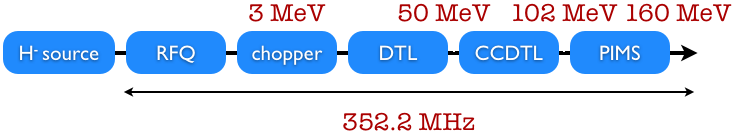 3 MeV 50 MeV 102 MeV 160 MeV
H- source RFQ chopper DTL CCDTL PIMS
352.2 MHz